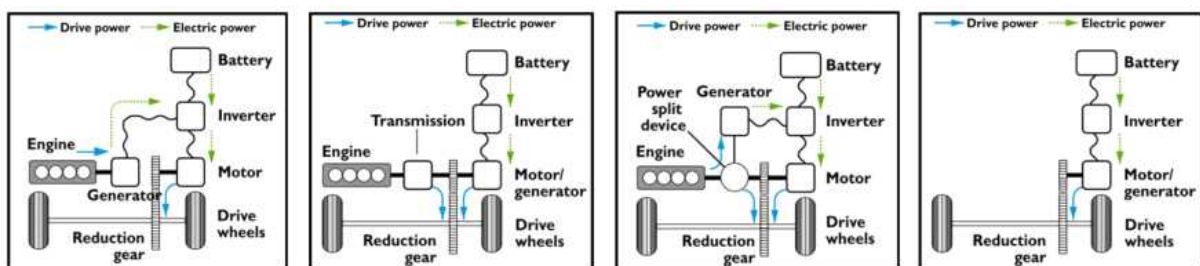 Drive power Electric power
Battery
Inverter
Engine
Motor
Generator
Drive
wheels
Reduction
gear
Drive power Electric power
Battery
Transmission
Inverter
Engine
Motor/
generator
Drive
wheels
Reduction
gear
Drive power Electric power
Battery
Generator
Power
split
device
Inverter
Engine
Motor
Drive
wheels
Reduction
gear
Drive power Electric power
Battery
Inverter
Motor/
generator
Drive
wheels
Reduction
gear